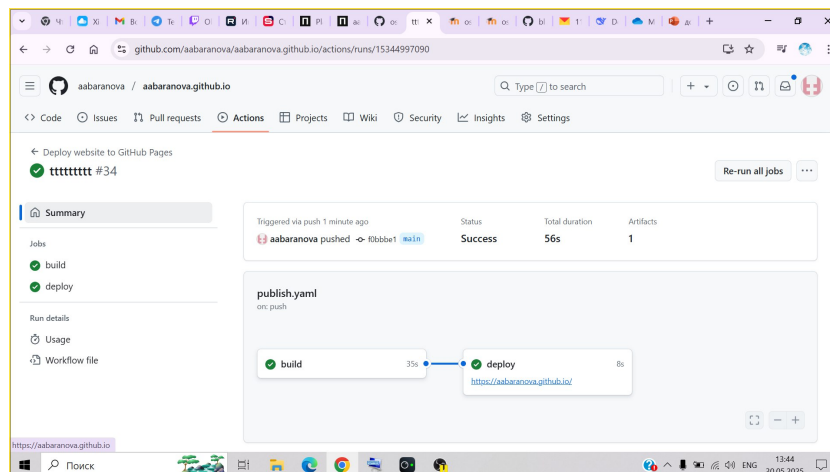 github.com/aabaranova/aabaranova.github.io/actions/runs/15344997090
aabaranova / aabaranova.github.io
Type / to search
Code Issues Pull requests Actions Projects Wiki Security Insights Settings
← Deploy website to GitHub Pages
ttttttttt #34
Re-run all jobs
Summary
Jobs
build
deploy
Run details
Usage
Workflow file
Triggered via push 1 minute ago
aabaranova pushed f0bbbe1 main
Status
Success
Total duration
56s
Artifacts
1
publish.yaml
on: push
build 35s
deploy 8s
https://aabaranova.github.io/
https://aabaranova.github.io
Поиск
ENG
13:44
30.05.2025